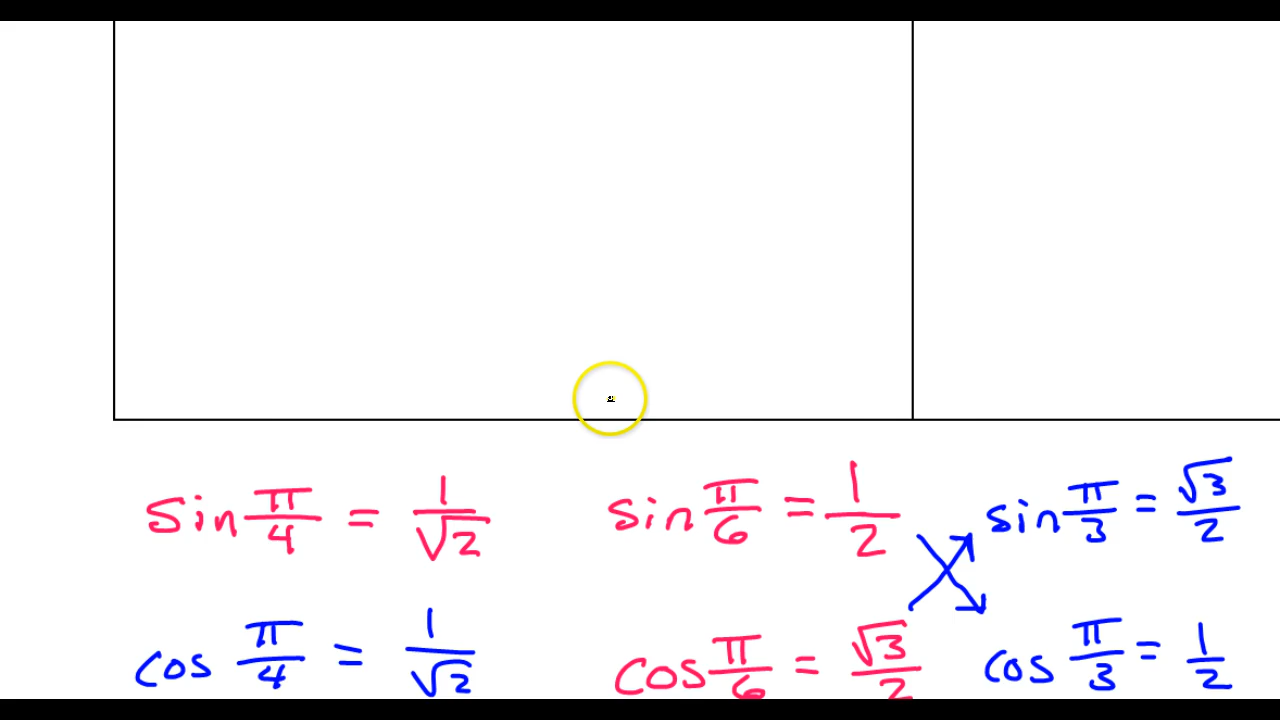 sin π/4 = 1/√2 sin π/6 = 1/2 sin π/3 = √3/2
cos π/4 = 1/√2 cos π/6 = √3/2 cos π/3 = 1/2